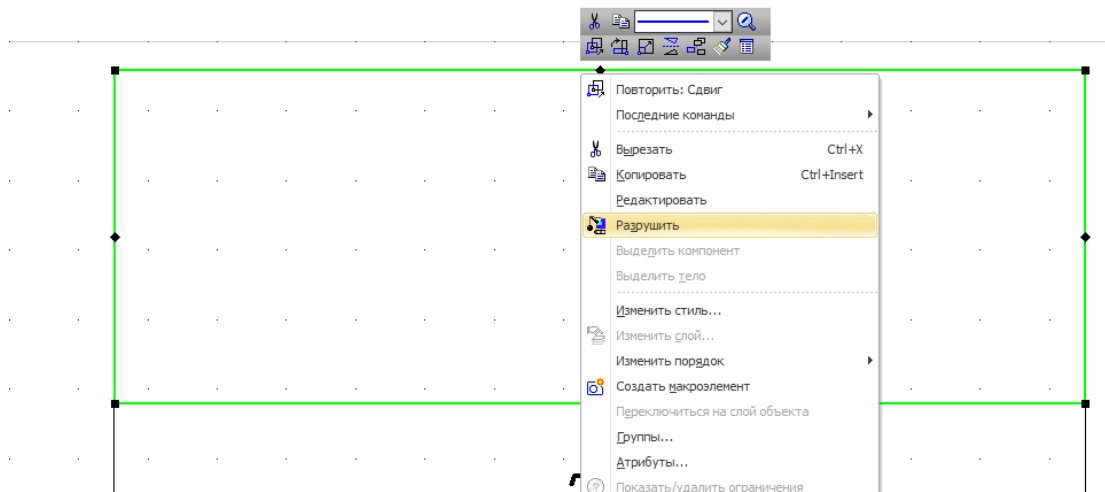 Повторить: Сдвиг
Последние команды
Вырезать Ctrl+X
Копировать Ctrl+Insert
Редактировать
Разрушить
Выделить компонент
Выделить тело
Изменить стиль...
Изменить слой...
Изменить порядок
Создать макроэлемент
Переключиться на слой объекта
Группы...
Атрибуты...
Показать/удалить ограничения